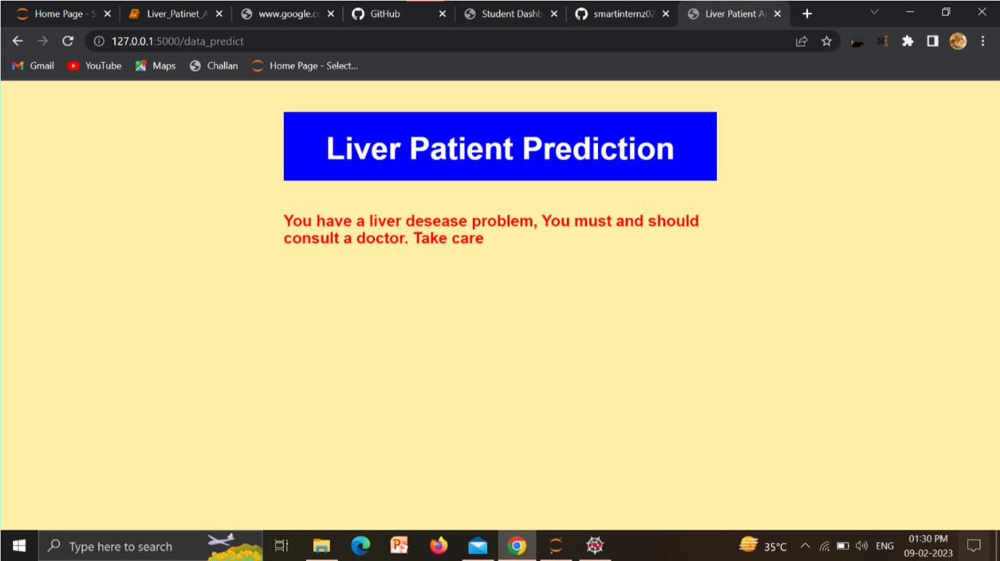 Home Page - S
Liver_Patinet_A
www.google.co
GitHub
Student Dashb
smartinternz02
Liver Patient A
127.0.0.1:5000/data_predict
Gmail
YouTube
Maps
Challan
Home Page - Select...
Liver Patient Prediction
You have a liver desease problem, You must and should
consult a doctor. Take care
Type here to search
35°C
ENG
01:30 PM
09-02-2023